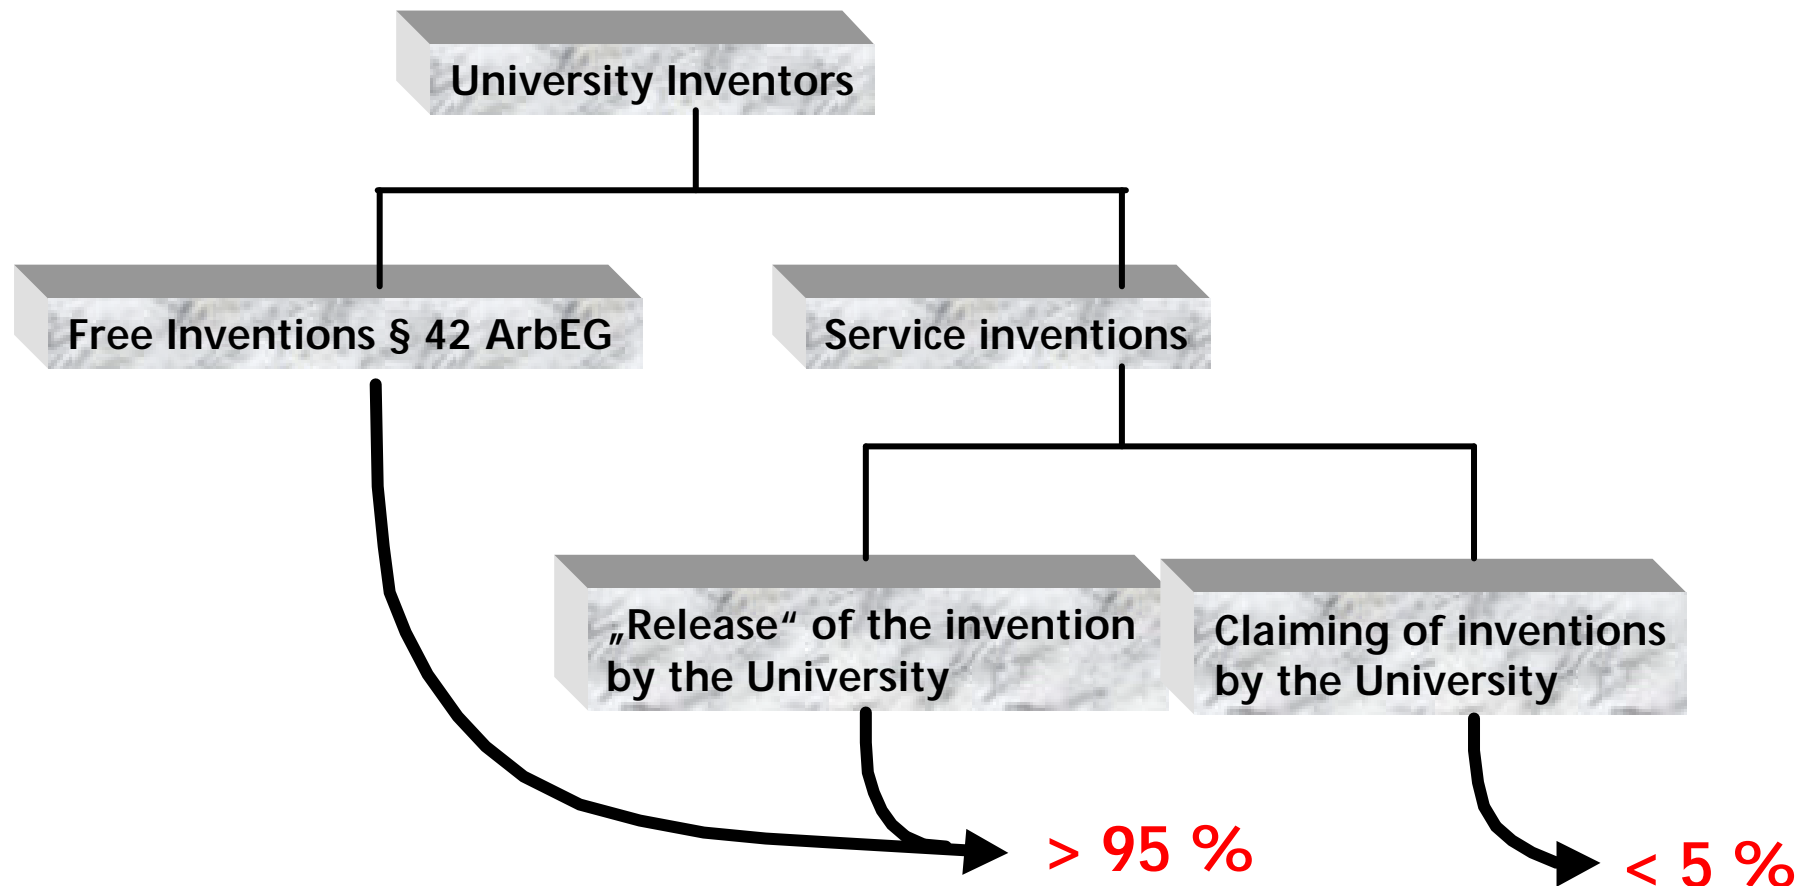 University Inventors
Free Inventions § 42 ArbEG
Service inventions
„Release“ of the invention
by the University
Claiming of inventions
by the University
> 95 %
< 5 %